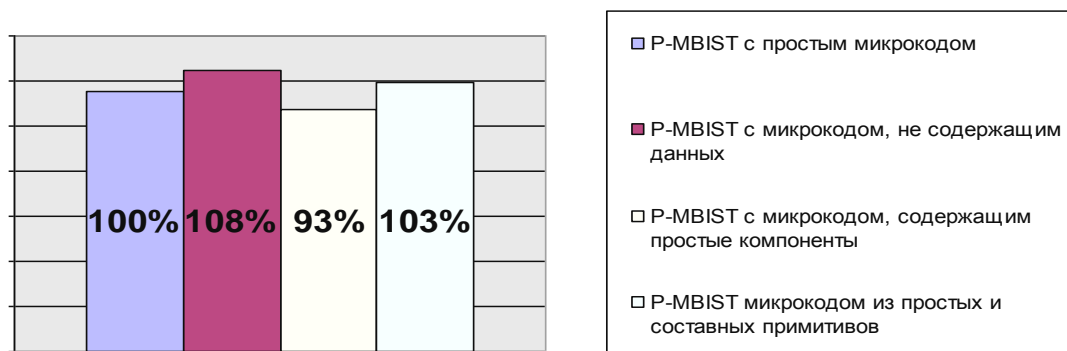 100% 108% 93% 103%
P-MBIST с простым микрокодом
P-MBIST с микрокодом, не содержащим
данных
P-MBIST с микрокодом, содержащим
простые компоненты
P-MBIST микрокодом из простых и
составных примитивов